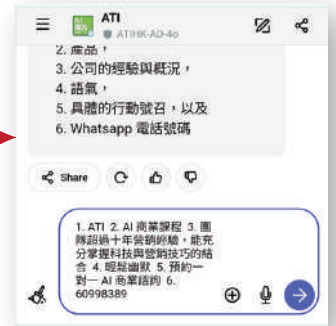 ATI
ATIHK-AD-4o
2. 產品，
3. 公司的經驗與概況，
4. 語氣，
5. 具體的行動號召，以及
6. Whatsapp 電話號碼
Share
1. ATI 2. AI 商業課程 3. 團
隊超過十年營銷經驗，能充
分掌握科技與營銷技巧的結
合 4. 輕鬆幽默 5. 預約一
對一 AI 商業諮詢 6.
60998389